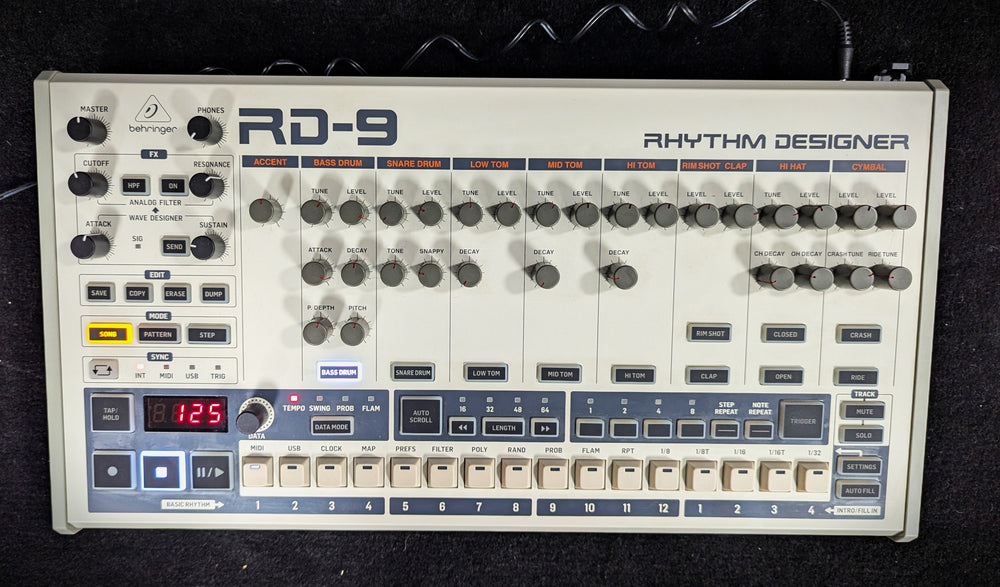 MASTER
behringer
PHONES
RD-9
RHYTHM DESIGNER
FX
CUTOFF
RESONANCE
HPF
ON
ANALOG FILTER
WAVE DESIGNER
ATTACK
SUSTAIN
SIG
SEND
EDIT
SAVE COPY ERASE DUMP
MODE
SONG PATTERN STEP
SYNC
INT MIDI USB TRIG
ACCENT BASS DRUM SNARE DRUM LOW TOM MID TOM HI TOM RIM SHOT CLAP HI HAT CYMBAL
TUNE LEVEL TUNE LEVEL TUNE LEVEL TUNE LEVEL TUNE LEVEL LEVEL LEVEL TUNE LEVEL LEVEL LEVEL
ATTACK DECAY TONE SNAPPY DECAY DECAY DECAY CH DECAY OH DECAY CRASH TUNE RIDE TUNE
P. DEPTH PITCH
RIM SHOT CLOSED CRASH
BASS DRUM SNARE DRUM LOW TOM MID TOM HI TOM CLAP OPEN RIDE
TAP/
HOLD
125
DATA
TEMPO SWING PROB FLAM
DATA MODE
AUTO
SCROLL
16 32 48 64
LENGTH
1 2 4 8
STEP
REPEAT
NOTE
REPEAT
TRIGGER
TRACK
MUTE
SOLO
SETTINGS
AUTO FILL
MIDI USB CLOCK MAP PREFS FILTER POLY RAND PROB FLAM RPT 1/8 1/8T 1/16 1/16T 1/32
BASIC RHYTHM
1 2 3 4 5 6 7 8 9 10 11 12 1 2 3 4
INTRO/FILL IN